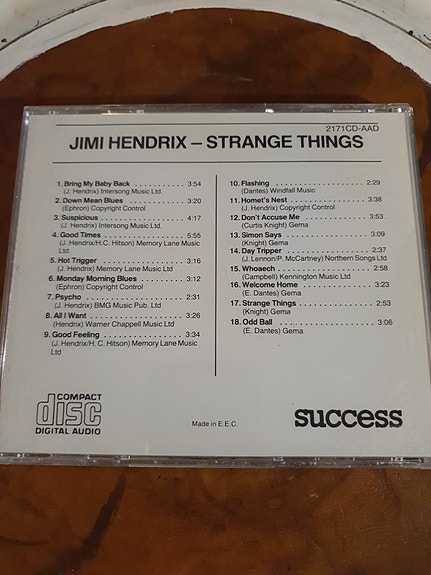 2171CD-AAD
JIMI HENDRIX – STRANGE THINGS
1. Bring My Baby Back . . . . . . . . . . . 3:54
(J. Hendrix) Intersong Music Ltd.
2. Down Mean Blues . . . . . . . . . . . . . 3:20
(Ephron) Copyright Control
3. Suspicious . . . . . . . . . . . . . . . . . . . 4:17
(J. Hendrix) Intersong Music Ltd.
4. Good Times . . . . . . . . . . . . . . . . . . 5:55
(J. Hendrix/H.C. Hitson) Memory Lane Music
Ltd.
5. Hot Trigger . . . . . . . . . . . . . . . . . . . 3:16
(J. Hendrix) Memory Lane Music Ltd
6. Monday Morning Blues . . . . . . . . . 3:12
(Ephron) Copyright Control
7. Psycho . . . . . . . . . . . . . . . . . . . . . . 2:31
(J. Hendrix) BMG Music Pub. Ltd
8. All I Want . . . . . . . . . . . . . . . . . . . . 3:26
(Hendrix) Warner Chappell Music Ltd
9. Good Feeling . . . . . . . . . . . . . . . . 3:34
(J. Hendrix/H. C. Hitson) Memory Lane Music
Ltd
10. Flashing . . . . . . . . . . . . . . . . . . . 2:29
(Dantes) Windfall Music
11. Hornet's Nest . . . . . . . . . . . . . . . 3:38
(J. Hendrix) Copyright Control
12. Don't Accuse Me . . . . . . . . . . . . 3:53
(Curtis Knight) Gema
13. Simon Says . . . . . . . . . . . . . . . . . 3:09
(Knight) Gema
14. Day Tripper . . . . . . . . . . . . . . . . . 2:37
(J. Lennon/P. McCartney) Northern Songs Ltd
15. Whoaech . . . . . . . . . . . . . . . . . . 2:58
(Campbell) Kennington Music Ltd
16. Welcome Home . . . . . . . . . . . . . 3:23
(E. Dantes) Gema
17. Strange Things . . . . . . . . . . . . . . 2:53
(Knight) Gema
18. Odd Ball . . . . . . . . . . . . . . . . . . . 3:06
(E. Dantes) Gema
COMPACT
disc
DIGITAL AUDIO
Made in E.E.C.
success